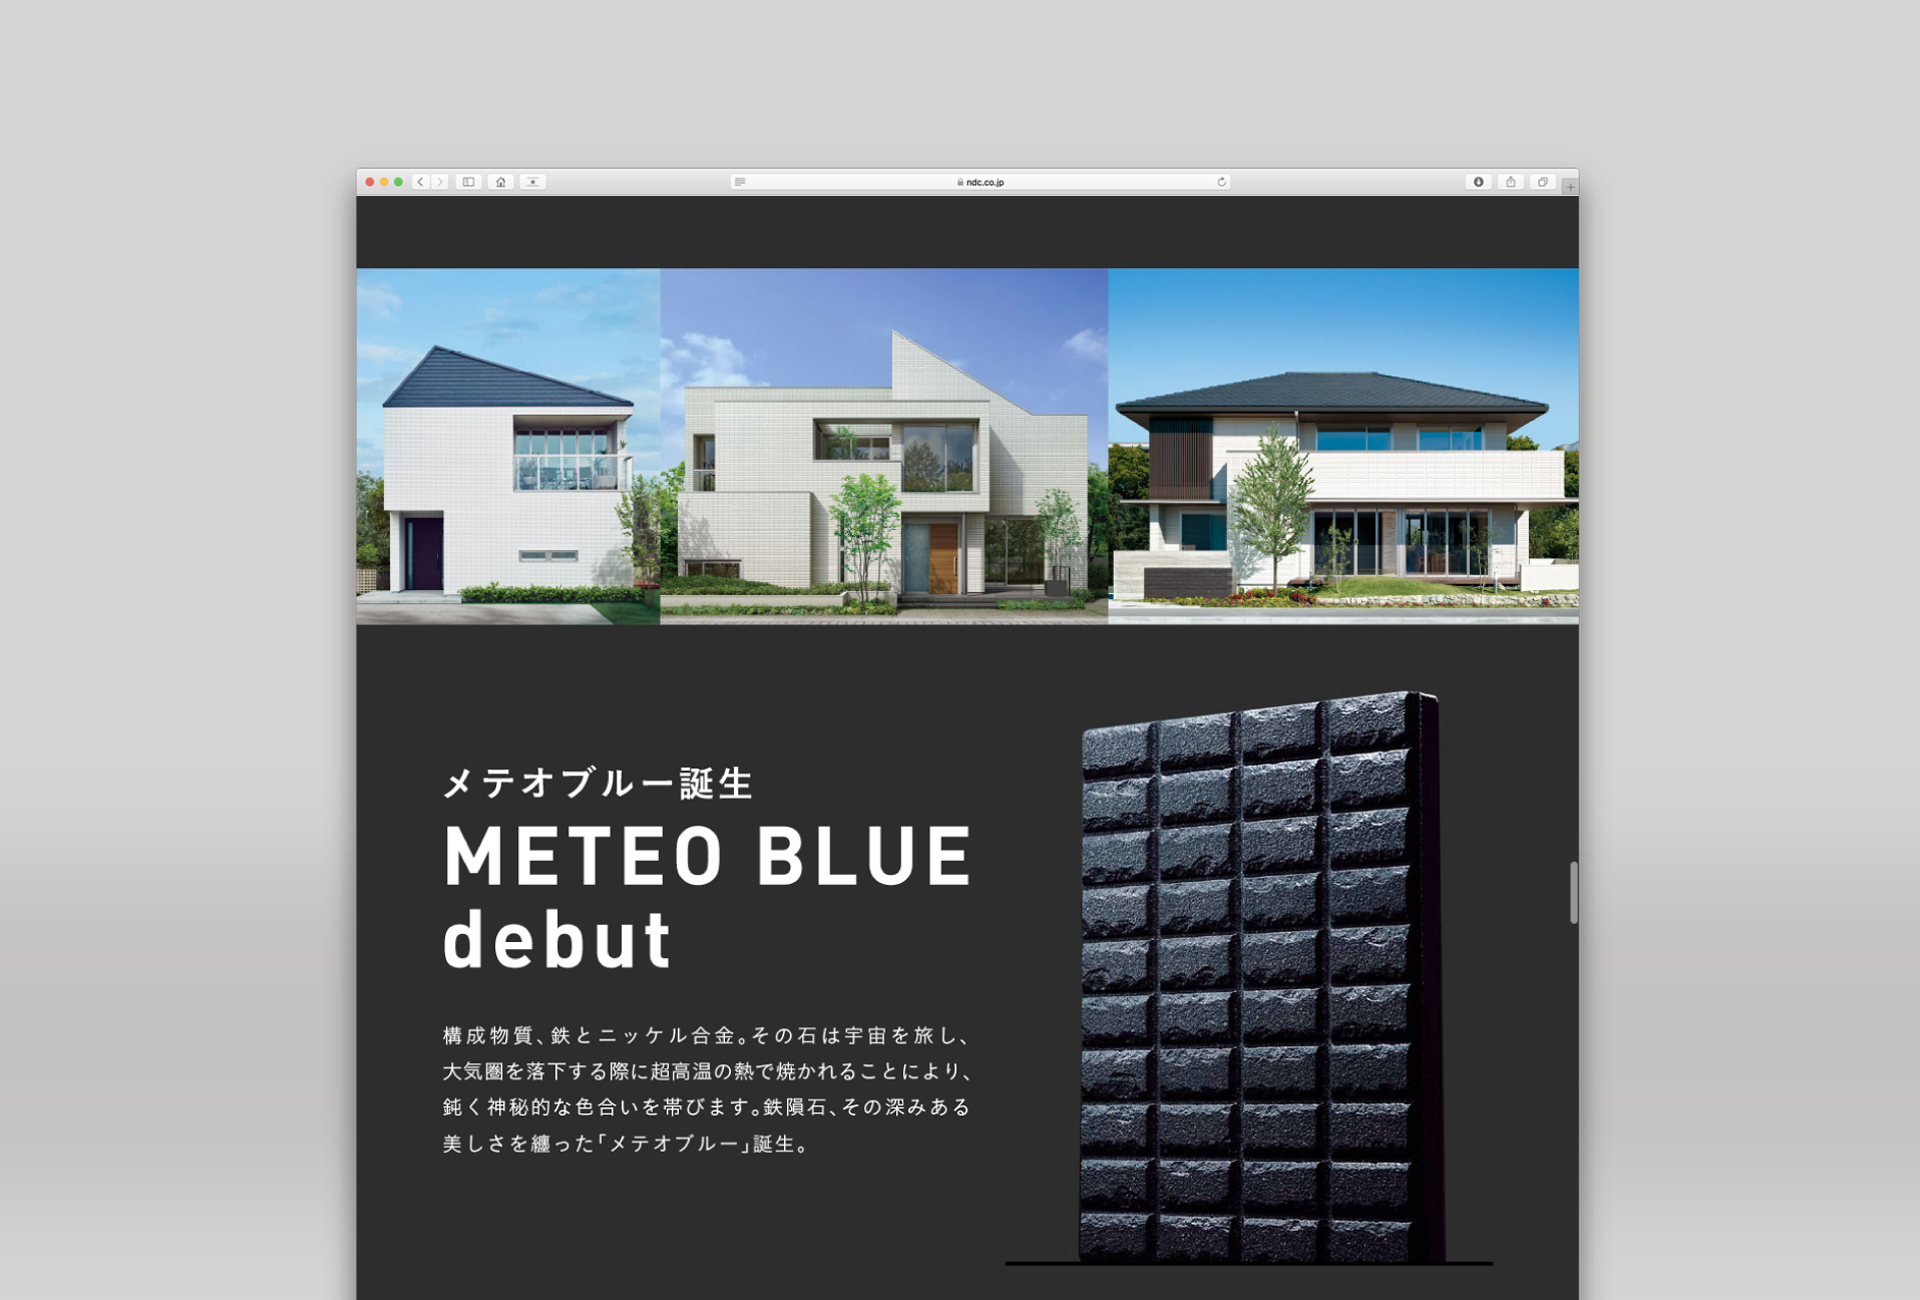 ndc.co.jp
メテオブルー誕生
METEO BLUE
debut
構成物質、鉄とニッケル合金。その石は宇宙を旅し、
大気圏を落下する際に超高温の熱で焼かれることにより、
鈍く神秘的な色合いを帯びます。鉄隕石、その深みある
美しさを纏った「メテオブルー」誕生。